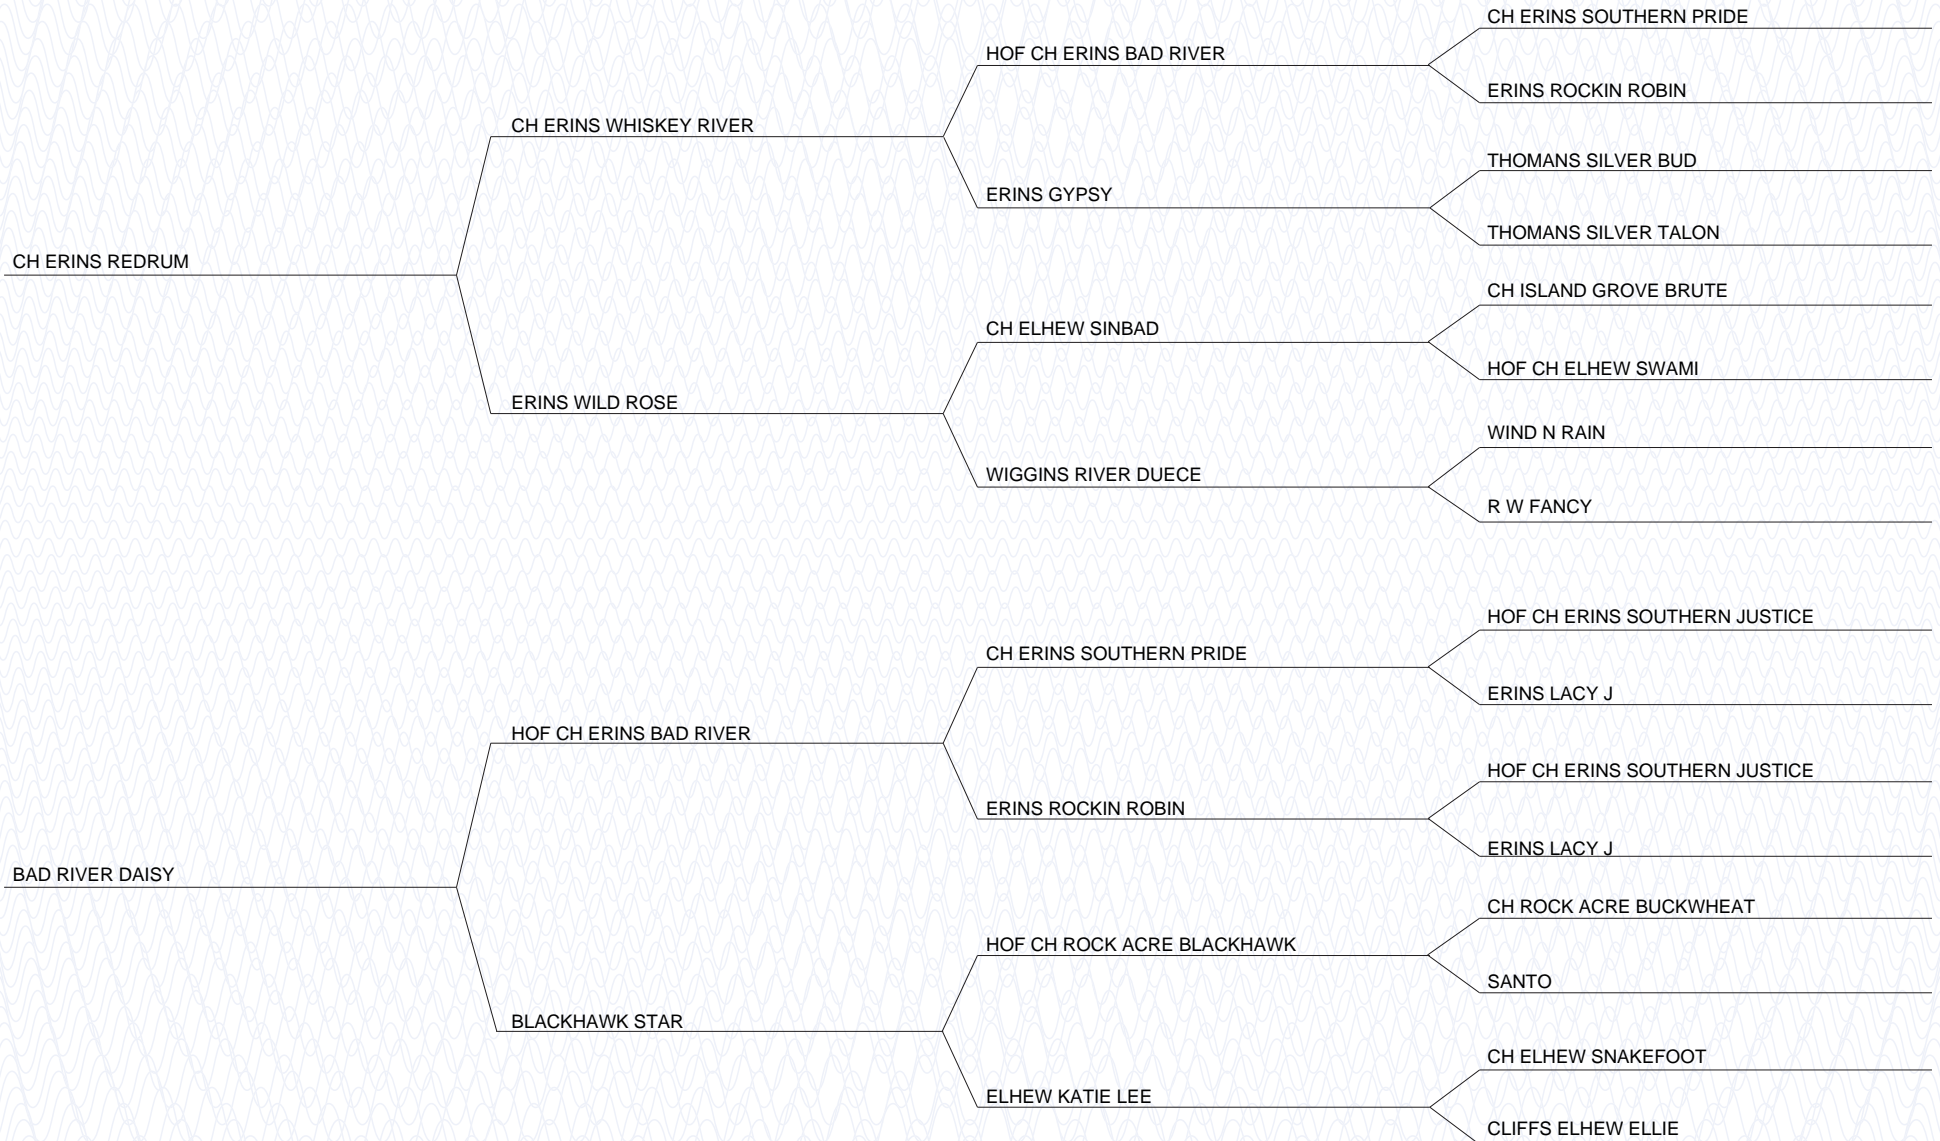 CH ERINS SOUTHERN PRIDE
HOF CH ERINS BAD RIVER
ERINS ROCKIN ROBIN
CH ERINS WHISKEY RIVER
THOMANS SILVER BUD
ERINS GYPSY
THOMANS SILVER TALON
CH ERINS REDRUM
CH ISLAND GROVE BRUTE
CH ELHEW SINBAD
HOF CH ELHEW SWAMI
ERINS WILD ROSE
WIND N RAIN
WIGGINS RIVER DUECE
R W FANCY
HOF CH ERINS SOUTHERN JUSTICE
CH ERINS SOUTHERN PRIDE
ERINS LACY J
HOF CH ERINS BAD RIVER
HOF CH ERINS SOUTHERN JUSTICE
ERINS ROCKIN ROBIN
ERINS LACY J
BAD RIVER DAISY
CH ROCK ACRE BUCKWHEAT
HOF CH ROCK ACRE BLACKHAWK
SANTO
BLACKHAWK STAR
CH ELHEW SNAKEFOOT
ELHEW KATIE LEE
CLIFFS ELHEW ELLIE